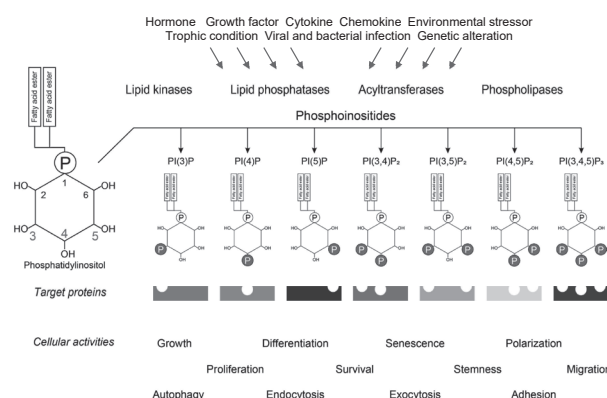 Hormone Growth factor Cytokine Chemokine Environmental stressor
Trophic condition Viral and bacterial infection Genetic alteration
Lipid kinases Lipid phosphatases Acyltransferases Phospholipases
Phosphoinositides
Fatty acid ester
Fatty acid ester
P
1
2
6
3
4
5
OH
OH
HO
HO
OH
Phosphatidylinositol
PI(3)P PI(4)P PI(5)P PI(3,4)P₂ PI(3,5)P₂ PI(4,5)P₂ PI(3,4,5)P₃
Target proteins
Cellular activities Growth Differentiation Senescence Polarization
Proliferation Survival Stemness Migration
Autophagy Endocytosis Exocytosis Adhesion